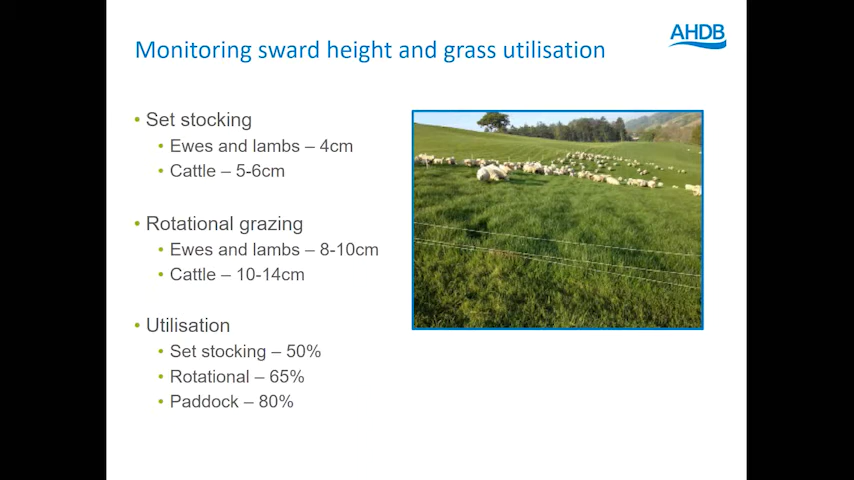 Monitoring sward height and grass utilisation
AHDB
• Set stocking
• Ewes and lambs – 4cm
• Cattle – 5-6cm
• Rotational grazing
• Ewes and lambs – 8-10cm
• Cattle – 10-14cm
• Utilisation
• Set stocking – 50%
• Rotational – 65%
• Paddock – 80%